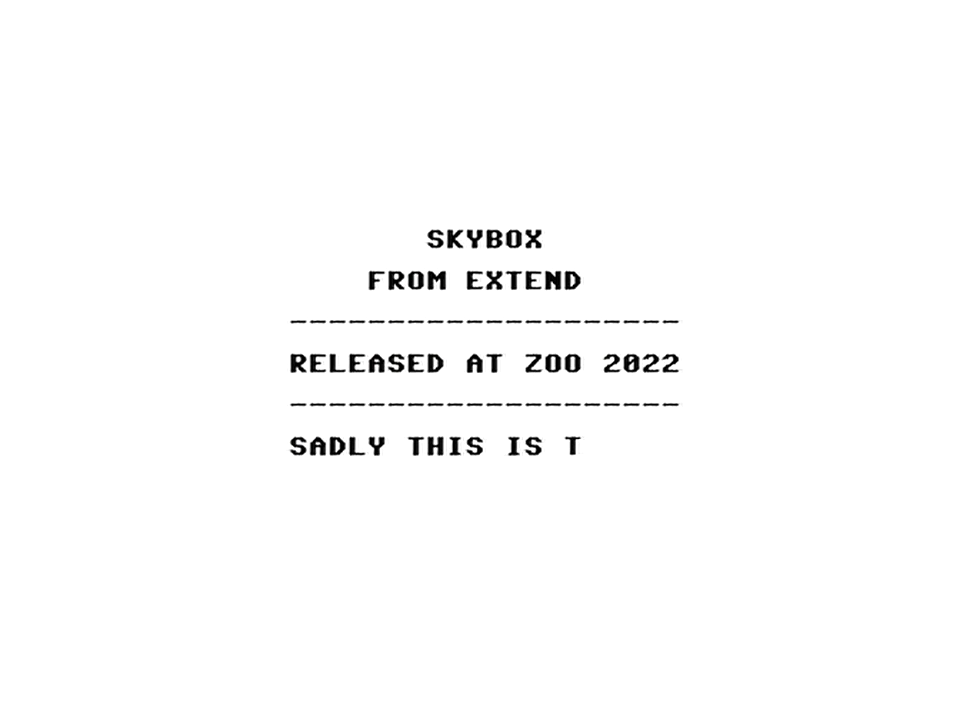 SKYBOX
FROM EXTEND
--------------------
RELEASED AT ZOO 2022
--------------------
SADLY THIS IS T